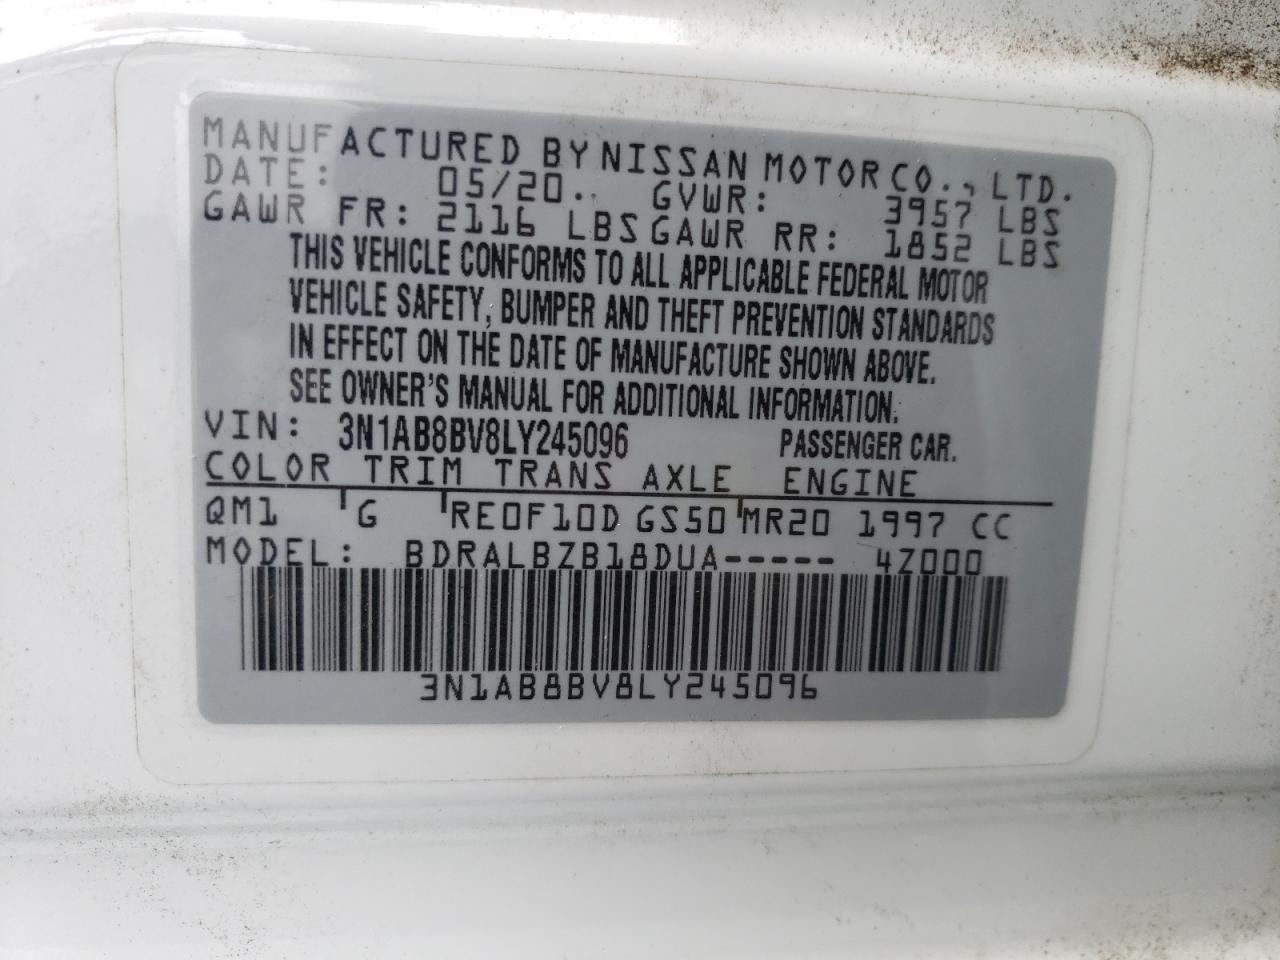 MANUFACTURED BY NISSAN MOTOR CO., LTD.
DATE: 05/20.. GVWR: 3957 LBS
GAWR FR: 2116 LBS GAWR RR: 1852 LBS
THIS VEHICLE CONFORMS TO ALL APPLICABLE FEDERAL MOTOR
VEHICLE SAFETY, BUMPER AND THEFT PREVENTION STANDARDS
IN EFFECT ON THE DATE OF MANUFACTURE SHOWN ABOVE.
SEE OWNER'S MANUAL FOR ADDITIONAL INFORMATION.
VIN: 3N1AB8BV8LY245096 PASSENGER CAR.
COLOR TRIM TRANS AXLE ENGINE
QM1 G RE0F10D GS50 MR20 1997 CC
MODEL: BDRALBZB18DUA----- 4Z000
3N1AB8BV8LY245096